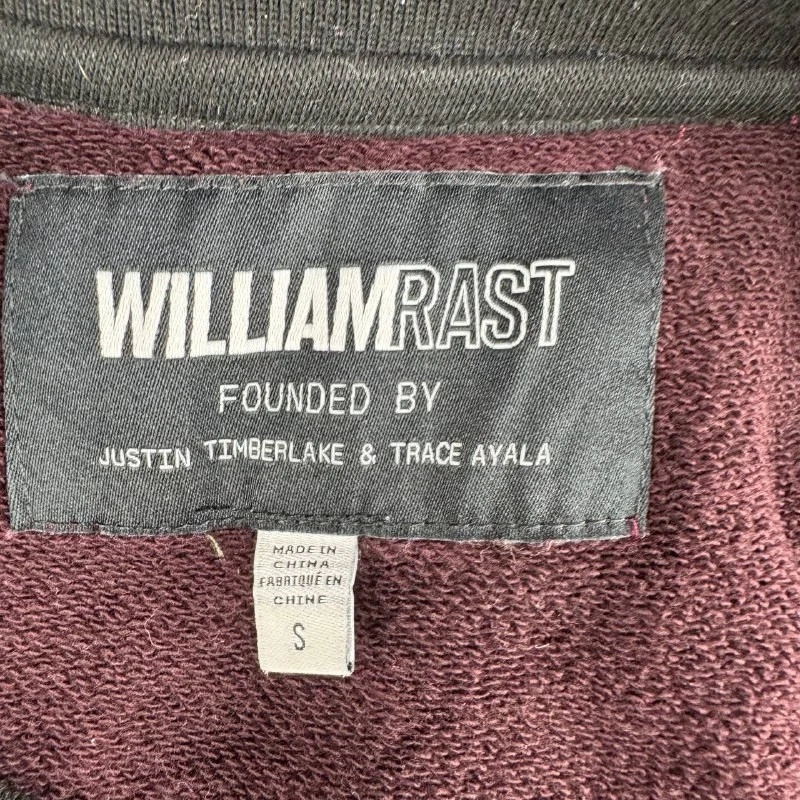 WILLIAMRAST
FOUNDED BY
JUSTIN TIMBERLAKE & TRACE AYALA
MADE IN
CHINA
FABRIQUÉ EN
CHINE
S